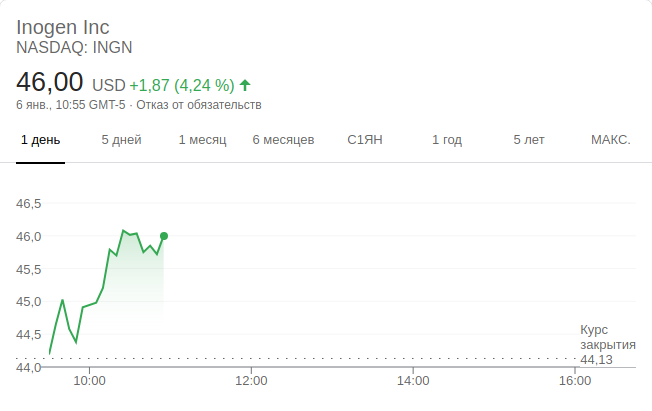 Inogen Inc
NASDAQ: INGN
46,00 USD +1,87 (4,24 %)
6 янв., 10:55 GMT-5 · Отказ от обязательств
1 день 5 дней 1 месяц 6 месяцев С1ЯН 1 год 5 лет МАКС.
46,5
46,0
45,5
45,0
44,5
44,0
Курс
закрытия
44,13
10:00 12:00 14:00 16:00